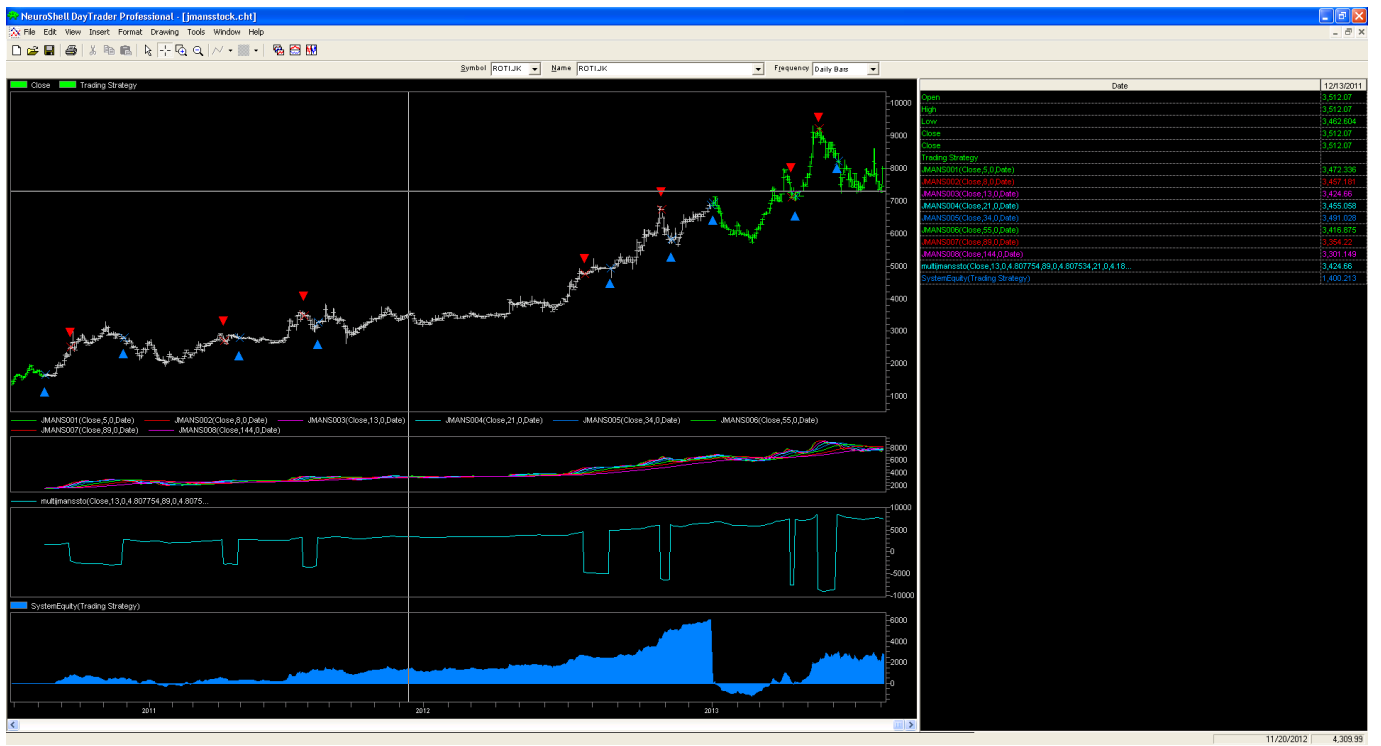 NeuroShell DayTrader Professional - [jmansstock.cht]
File Edit View Insert Format Drawing Tools Window Help
Symbol ROTI.JK Name ROTI.JK Frequency Daily Bars
Close Trading Strategy
10000
9000
8000
7000
6000
5000
4000
3000
2000
1000
JMANS001(Close,5,0,Date) JMANS002(Close,8,0,Date) JMANS003(Close,13,0,Date) JMANS004(Close,21,0,Date) JMANS005(Close,34,0,Date) JMANS006(Close,55,0,Date)
JMANS007(Close,89,0,Date) JMANS008(Close,144,0,Date)
8000
6000
4000
2000
multijmanssto(Close,13,0,4.807754,89,0,4.8075...
10000
5000
0
-5000
-10000
SystemEquity(Trading Strategy)
6000
4000
2000
0
2011 2012 2013
Date 12/13/2011
Open 3,512.07
High 3,512.07
Low 3,462.604
Close 3,512.07
Close 3,512.07
Trading Strategy
JMANS001(Close,5,0,Date) 3,472.336
JMANS002(Close,8,0,Date) 3,457.181
JMANS003(Close,13,0,Date) 3,424.66
JMANS004(Close,21,0,Date) 3,455.058
JMANS005(Close,34,0,Date) 3,491.028
JMANS006(Close,55,0,Date) 3,416.875
JMANS007(Close,89,0,Date) 3,354.22
JMANS008(Close,144,0,Date) 3,301.149
multijmanssto(Close,13,0,4.807754,89,0,4.807534,21,0,4.18... 3,424.66
SystemEquity(Trading Strategy) 1,400.213
11/20/2012 4,309.99